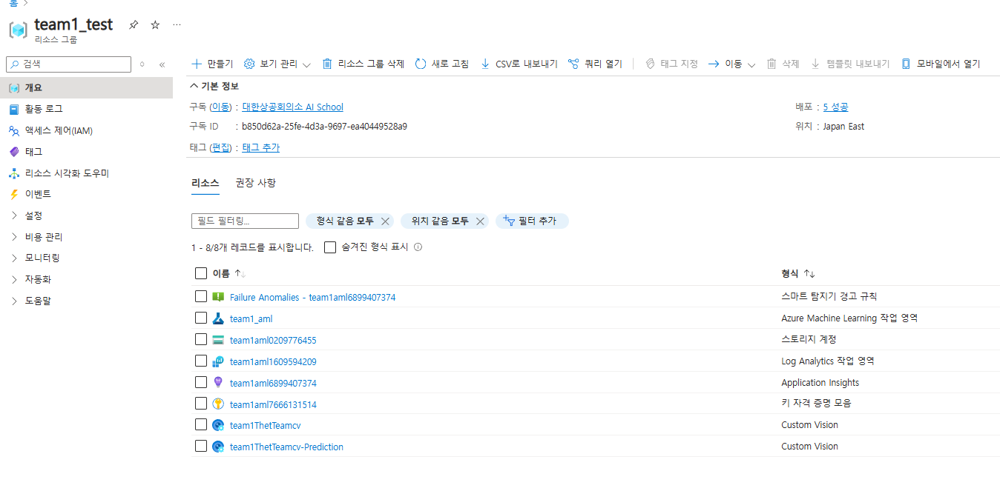 홈 >
team1_test
리소스 그룹
검색
만들기 보기 관리 리소스 그룹 삭제 새로 고침 CSV로 내보내기 쿼리 열기 태그 지정 이동 삭제 템플릿 내보내기 모바일에서 열기
개요
활동 로그
액세스 제어(IAM)
태그
리소스 시각화 도우미
이벤트
설정
비용 관리
모니터링
자동화
도움말
기본 정보
구독 (이동) : 대한상공회의소 AI School
구독 ID : b850d62a-25fe-4d3a-9697-ea40449528a9
태그 (편집) : 태그 추가
배포 : 5 성공
위치 : Japan East
리소스 권장 사항
필드 필터링... 형식 같음 모두 위치 같음 모두 필터 추가
1 - 8/8개 레코드를 표시합니다. 숨겨진 형식 표시
이름 형식
Failure Anomalies - team1aml6899407374 스마트 탐지기 경고 규칙
team1_aml Azure Machine Learning 작업 영역
team1aml0209776455 스토리지 계정
team1aml1609594209 Log Analytics 작업 영역
team1aml6899407374 Application Insights
team1aml7666131514 키 자격 증명 모음
team1ThetTeamcv Custom Vision
team1ThetTeamcv-Prediction Custom Vision